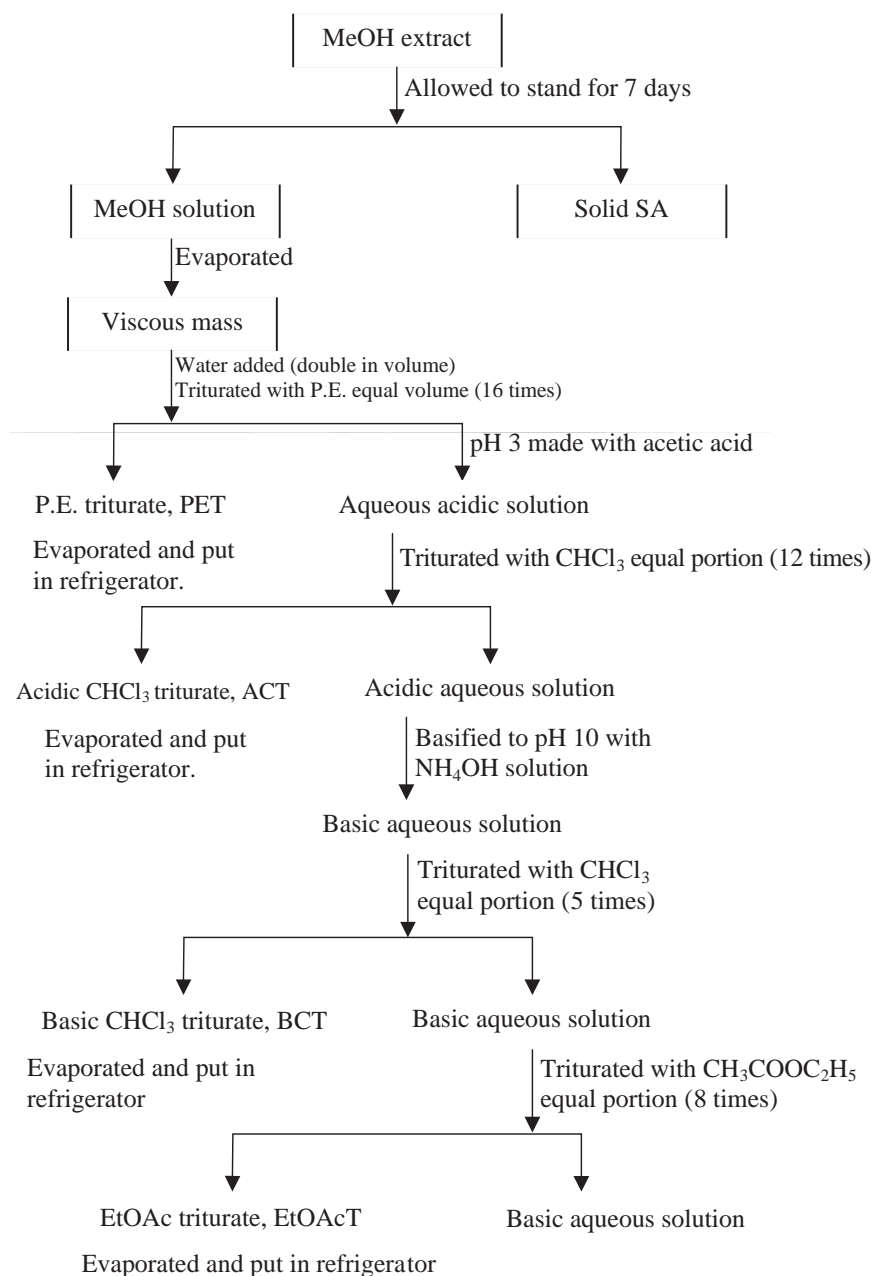 MeOH extract
Allowed to stand for 7 days
MeOH solution
Solid SA
Evaporated
Viscous mass
Water added (double in volume)
Triturated with P.E. equal volume (16 times)
pH 3 made with acetic acid
P.E. triturate, PET
Aqueous acidic solution
Evaporated and put
in refrigerator.
Triturated with CHCl₃ equal portion (12 times)
Acidic CHCl₃ triturate, ACT
Acidic aqueous solution
Evaporated and put
in refrigerator.
Basified to pH 10 with
NH₄OH solution
Basic aqueous solution
Triturated with CHCl₃
equal portion (5 times)
Basic CHCl₃ triturate, BCT
Basic aqueous solution
Evaporated and put in
refrigerator
Triturated with CH₃COOC₂H₅
equal portion (8 times)
EtOAc triturate, EtOAcT
Basic aqueous solution
Evaporated and put in refrigerator